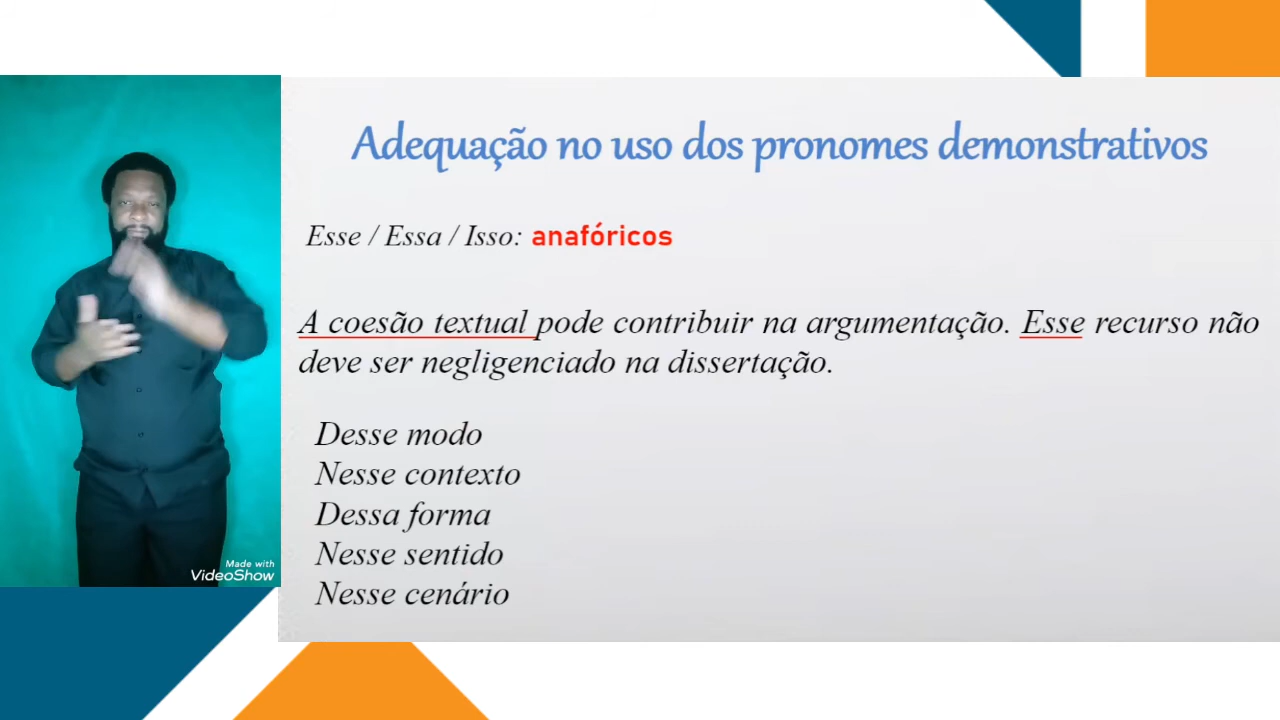 Adequação no uso dos pronomes demonstrativos
Esse / Essa / Isso: anafóricos
A coesão textual pode contribuir na argumentação. Esse recurso não
deve ser negligenciado na dissertação.
Desse modo
Nesse contexto
Dessa forma
Nesse sentido
Nesse cenário
Made with
VideoShow